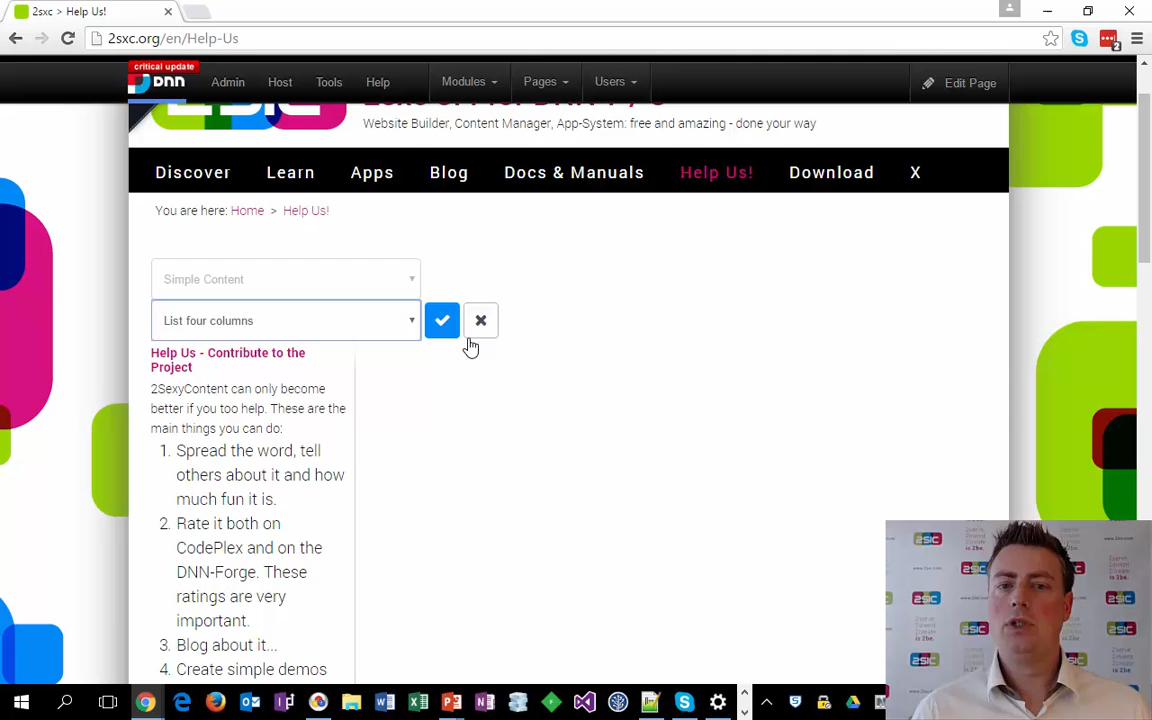 2sxc > Help Us!
2sxc.org/en/Help-Us
2
critical update
DNN
Admin
Host
Tools
Help
Modules
Pages
Users
Edit Page
Website Builder, Content Manager, App-System: free and amazing - done your way
Discover
Learn
Apps
Blog
Docs & Manuals
Help Us!
Download
X
You are here: Home > Help Us!
Simple Content
List four columns
Help Us - Contribute to the
Project
2SexyContent can only become
better if you too help. These are the
main things you can do:
1. Spread the word, tell
others about it and how
much fun it is.
2. Rate it both on
CodePlex and on the
DNN-Forge. These
ratings are very
important.
3. Blog about it...
4. Create simple demos